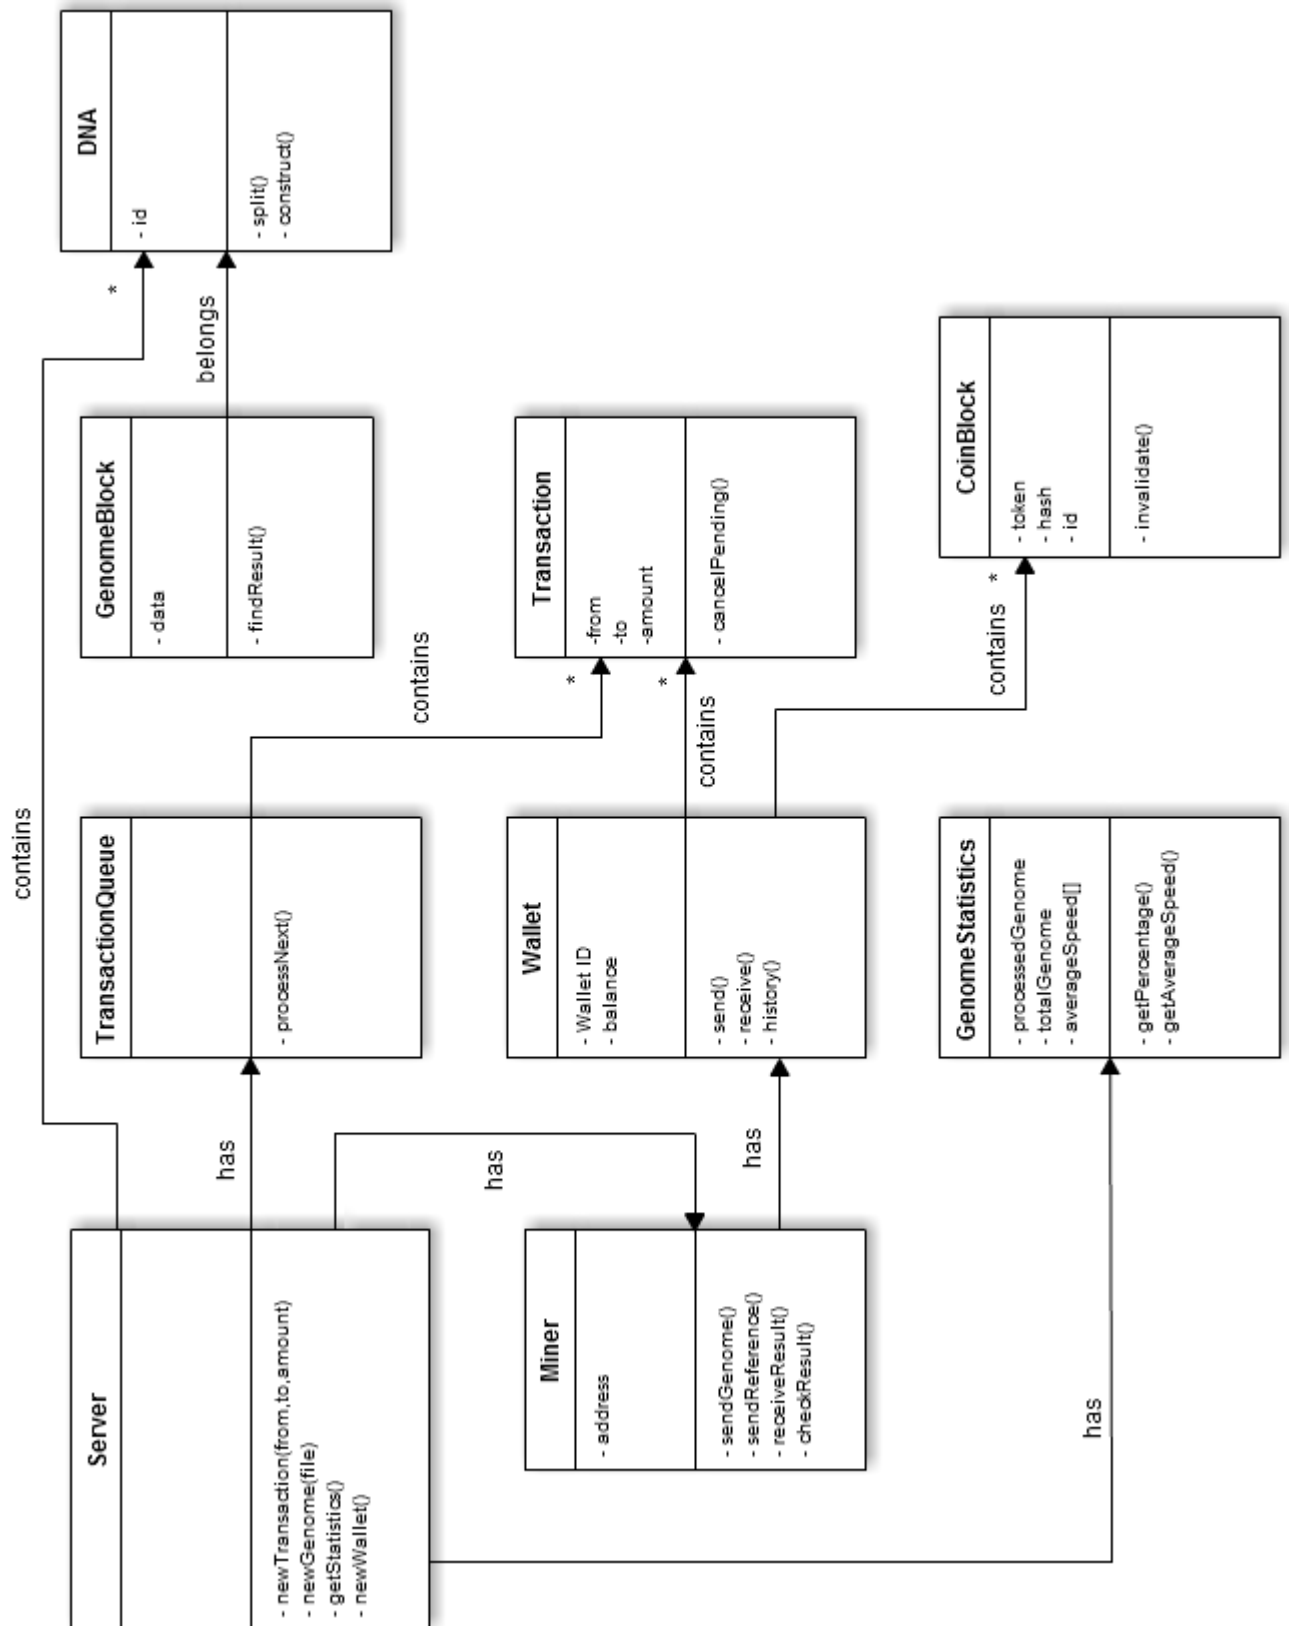 Server
- newTransaction(from,to,amount)
- newGenome(file)
- getStatistics()
- newWallet()
contains
*
has
has
has
TransactionQueue
- processNext()
contains
*
Miner
- address
- sendGenome()
- sendReference()
- receiveResult()
- checkResult()
has
Wallet
- Wallet ID
- balance
- send()
- receive()
- history()
contains
*
contains
*
GenomeStatistics
- processedGenome
- totalGenome
- averageSpeed[]
- getPercentage()
- getAverageSpeed()
GenomeBlock
- data
- findResult()
belongs
DNA
- id
- split()
- construct()
Transaction
-from
-to
-amount
- cancelPending()
CoinBlock
- token
- hash
- id
- invalidate()